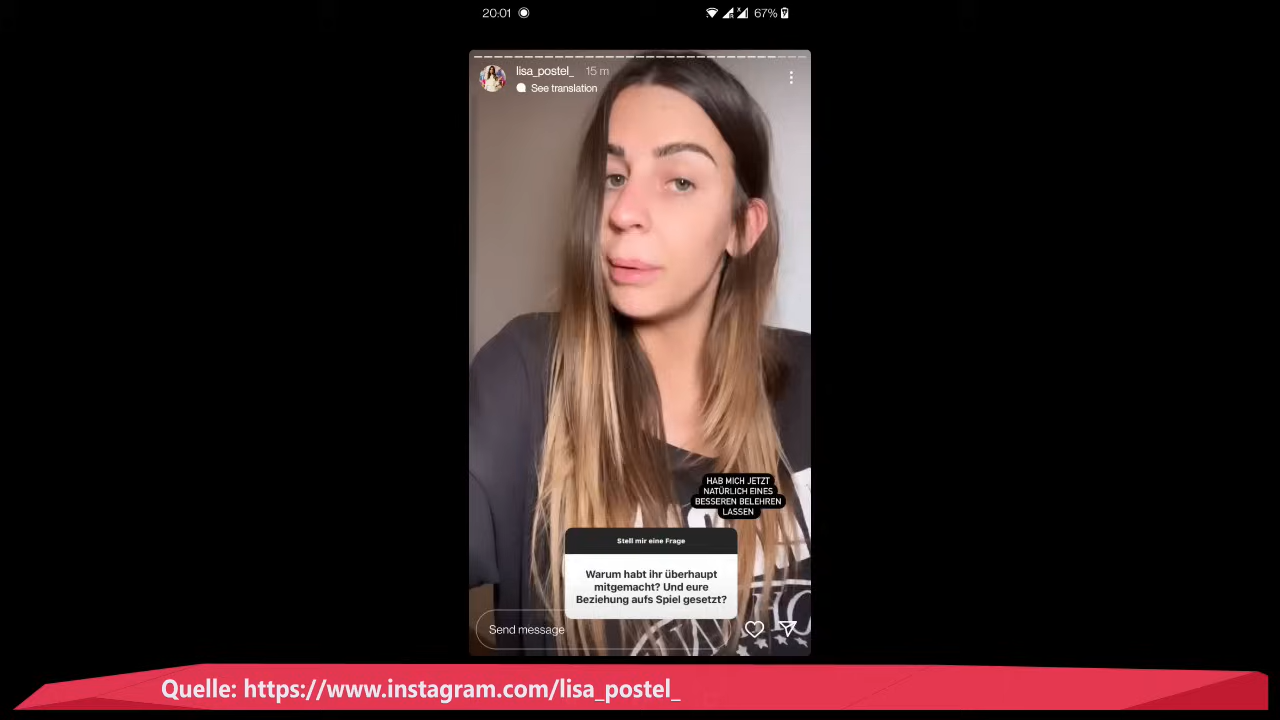 20:01
67%
lisa_postel_ 15 m
See translation
HAB MICH JETZT
NATÜRLICH EINES
BESSEREN BELEHREN
LASSEN
Stell mir eine Frage
Warum habt ihr überhaupt
mitgemacht? Und eure
Beziehung aufs Spiel gesetzt?
Send message
Quelle: https://www.instagram.com/lisa_postel_